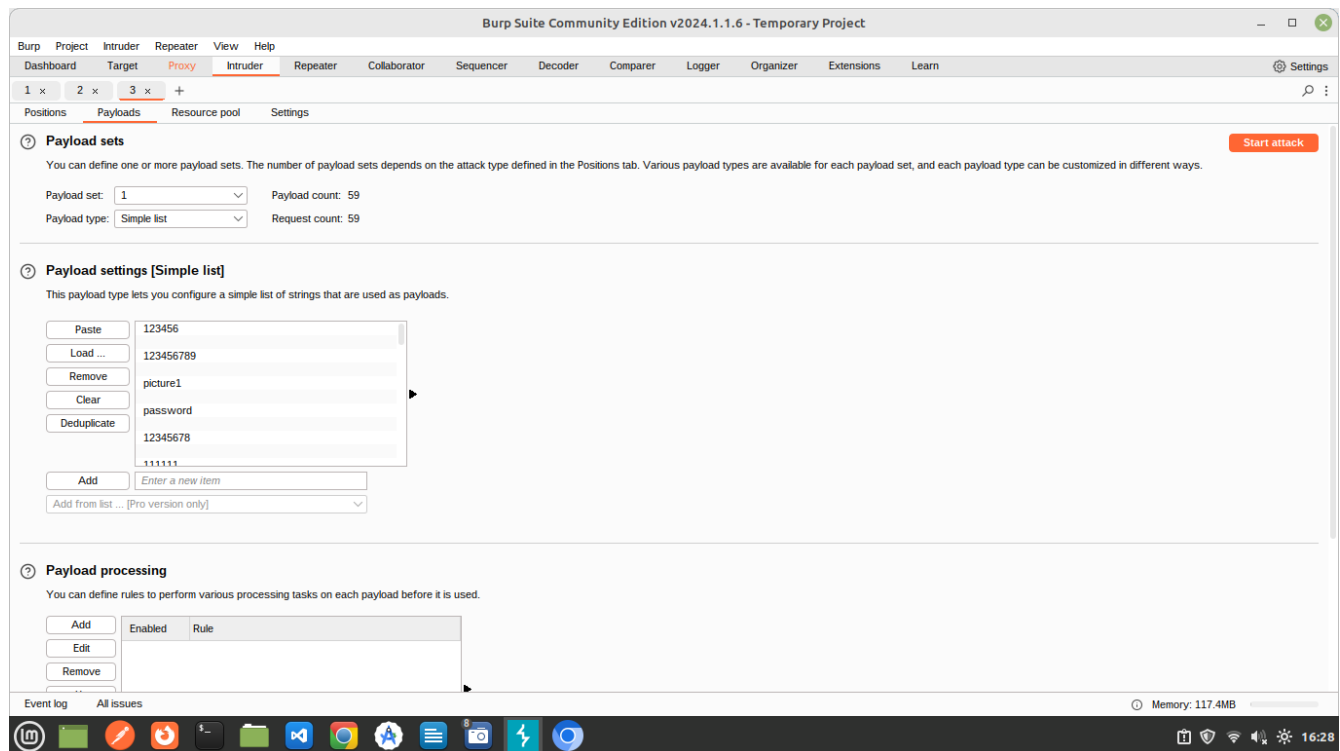 Burp Suite Community Edition v2024.1.1.6 - Temporary Project
Burp Project Intruder Repeater View Help
Dashboard Target Proxy Intruder Repeater Collaborator Sequencer Decoder Comparer Logger Organizer Extensions Learn Settings
1 × 2 × 3 × +
Positions Payloads Resource pool Settings
Payload sets
Start attack
You can define one or more payload sets. The number of payload sets depends on the attack type defined in the Positions tab. Various payload types are available for each payload set, and each payload type can be customized in different ways.
Payload set: 1 Payload count: 59
Payload type: Simple list Request count: 59
Payload settings [Simple list]
This payload type lets you configure a simple list of strings that are used as payloads.
Paste 123456
Load ... 123456789
Remove picture1
Clear password
Deduplicate 12345678
111111
Add Enter a new item
Add from list ... [Pro version only]
Payload processing
You can define rules to perform various processing tasks on each payload before it is used.
Add Enabled Rule
Edit
Remove
Event log All issues Memory: 117.4MB
8 16:28